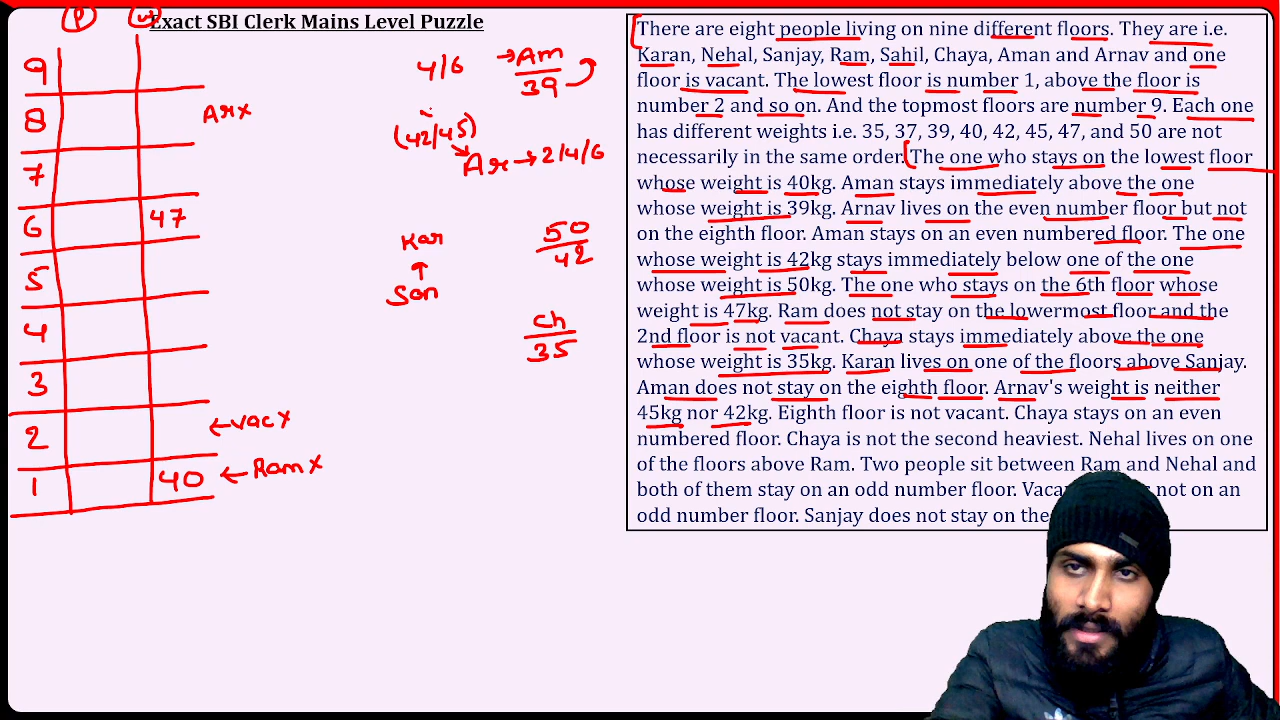 Exact SBI Clerk Mains Level Puzzle
P
9
8
7
6 47
5
4
3
2
1 40
Ar x
← vac x
← Ram x
4/6 → Am
39
(42/45)
Ar → 2/4/6
Kar
↑
San
50
42
Ch
35
There are eight people living on nine different floors. They are i.e.
Karan, Nehal, Sanjay, Ram, Sahil, Chaya, Aman and Arnav and one
floor is vacant. The lowest floor is number 1, above the floor is
number 2 and so on. And the topmost floors are number 9. Each one
has different weights i.e. 35, 37, 39, 40, 42, 45, 47, and 50 are not
necessarily in the same order. The one who stays on the lowest floor
whose weight is 40kg. Aman stays immediately above the one
whose weight is 39kg. Arnav lives on the even number floor but not
on the eighth floor. Aman stays on an even numbered floor. The one
whose weight is 42kg stays immediately below one of the one
whose weight is 50kg. The one who stays on the 6th floor whose
weight is 47kg. Ram does not stay on the lowermost floor and the
2nd floor is not vacant. Chaya stays immediately above the one
whose weight is 35kg. Karan lives on one of the floors above Sanjay.
Aman does not stay on the eighth floor. Arnav's weight is neither
45kg nor 42kg. Eighth floor is not vacant. Chaya stays on an even
numbered floor. Chaya is not the second heaviest. Nehal lives on one
of the floors above Ram. Two people sit between Ram and Nehal and
both of them stay on an odd number floor. not on an
odd number floor. Sanjay does not stay on the